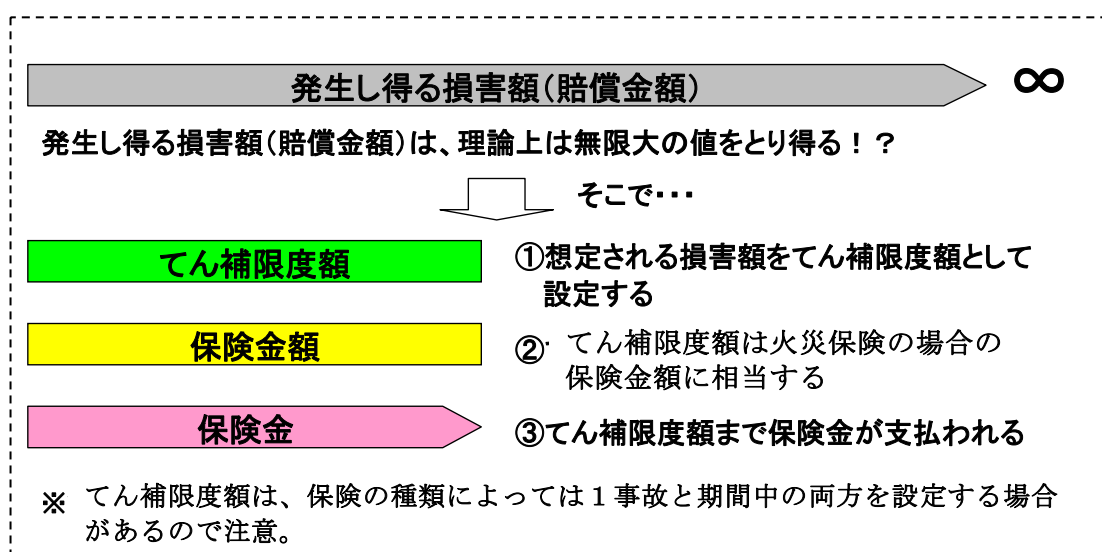 発生し得る損害額(賠償金額)
∞
発生し得る損害額(賠償金額)は、理論上は無限大の値をとり得る！？
そこで・・・
てん補限度額
①想定される損害額をてん補限度額として
設定する
保険金額
②・ てん補限度額は火災保険の場合の
保険金額に相当する
保険金
③てん補限度額まで保険金が支払われる
※ てん補限度額は、保険の種類によっては１事故と期間中の両方を設定する場合
があるので注意。